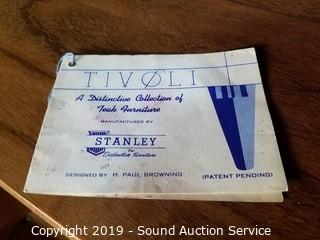 TIVØLI
A Distinctive Collection of
Teak Furniture
MANUFACTURED BY
STANLEY
Distinctive Furniture
DESIGNED BY H. PAUL BROWNING
(PATENT PENDING)
Copyright 2019 - Sound Auction Service